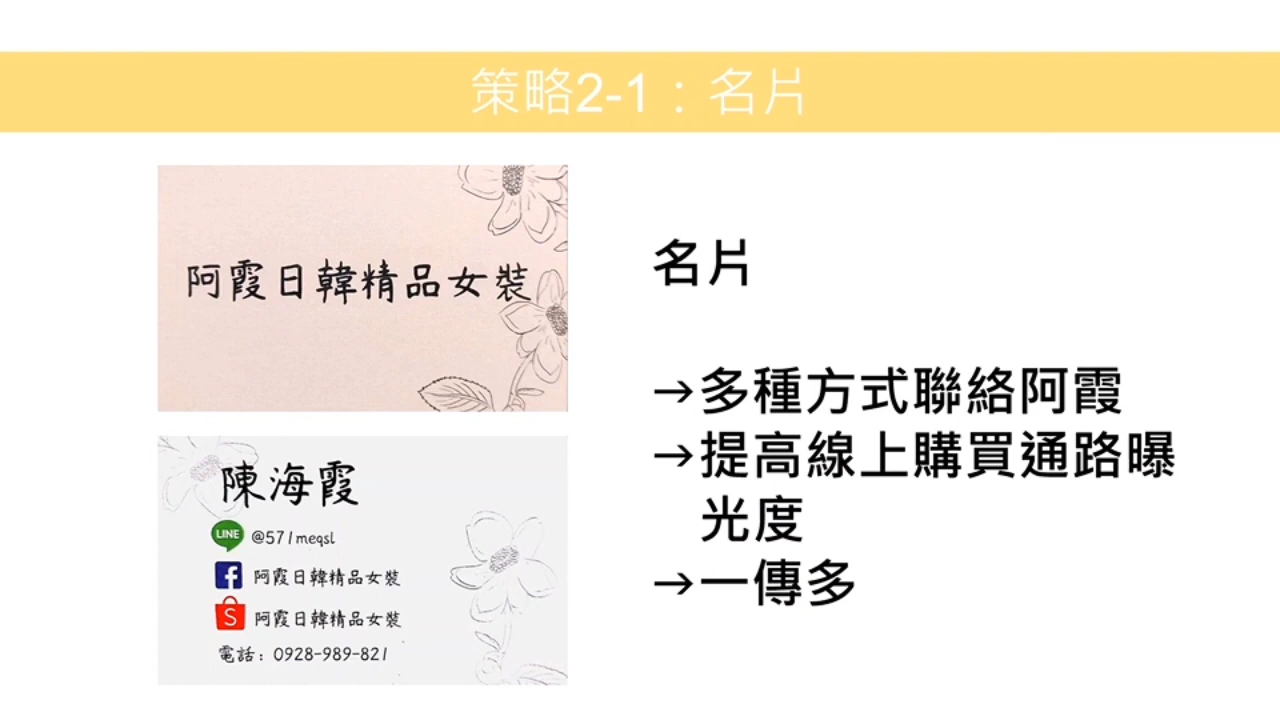 策略2-1：名片
阿霞日韓精品女裝
陳海霞
LINE @571meqsl
阿霞日韓精品女裝
S 阿霞日韓精品女裝
電話：0928-989-821
名片
→多種方式聯絡阿霞
→提高線上購買通路曝
光度
→一傳多